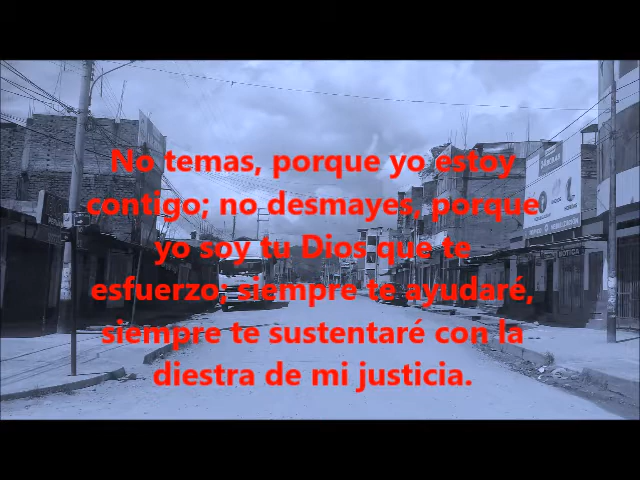 No temas, porque yo estoy
contigo; no desmayes, porque
yo soy tu Dios que te
esfuerzo; siempre te ayudaré,
siempre te sustentaré con la
diestra de mi justicia.
BOTICA